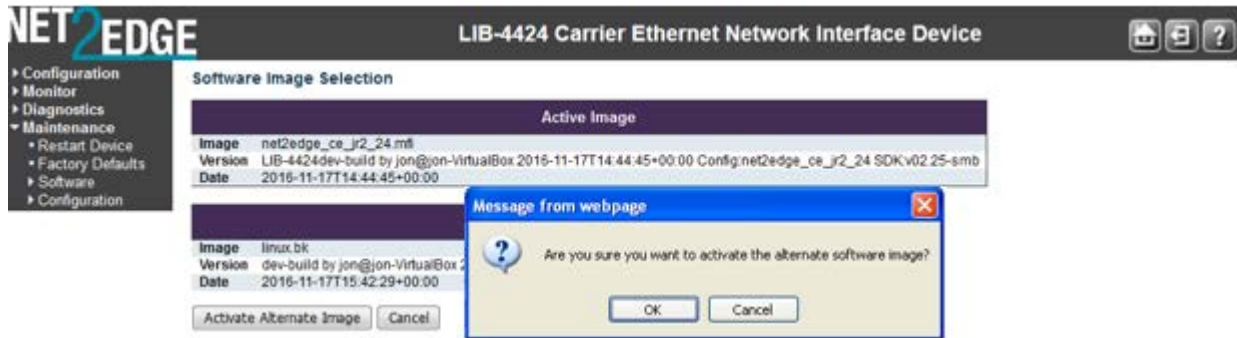 NET2EDGE
LIB-4424 Carrier Ethernet Network Interface Device
?
Configuration
Monitor
Diagnostics
Maintenance
Restart Device
Factory Defaults
Software
Configuration
Software Image Selection
Active Image
Image net2edge_ce_jr2_24.mfi
Version LIB-4424dev-build by jon@jon-VirtualBox 2016-11-17T14:44:45+00:00 Config:net2edge_ce_jr2_24 SDK:v02.25-smb
Date 2016-11-17T14:44:45+00:00
Image linux.bk
Version dev-build by jon@jon-VirtualBox
Date 2016-11-17T15:42:29+00:00
Activate Alternate Image Cancel
Message from webpage
Are you sure you want to activate the alternate software image?
OK Cancel